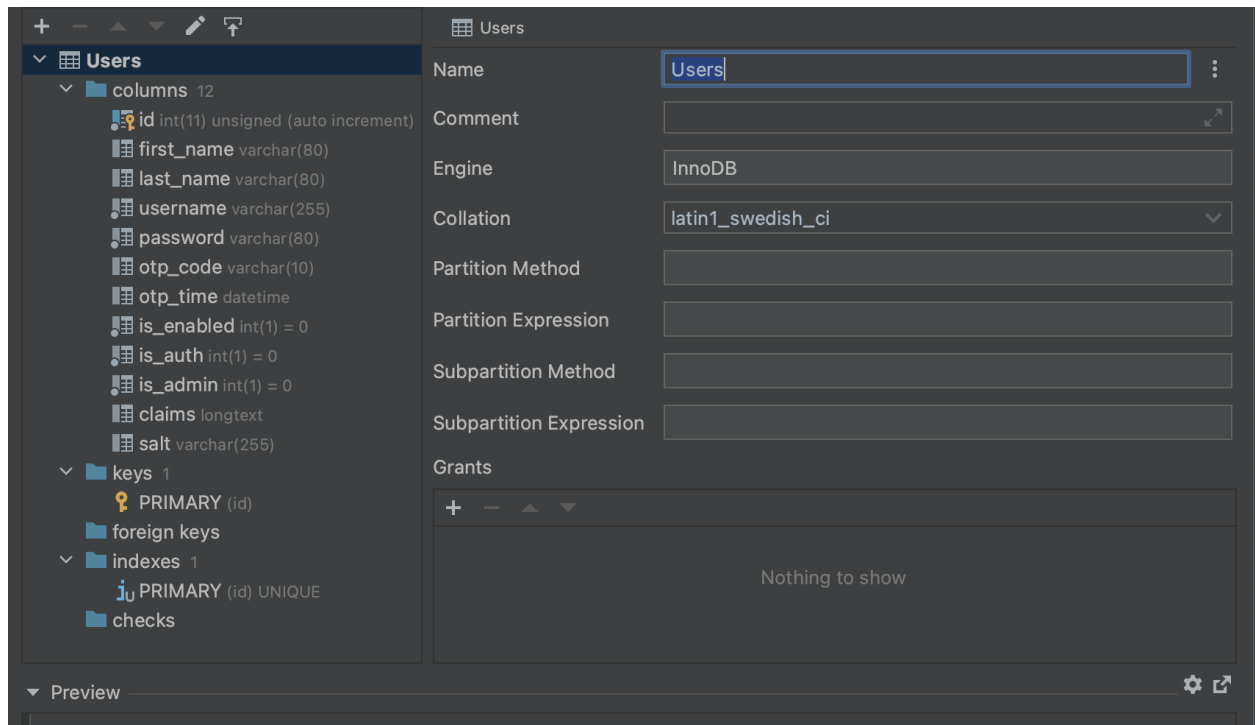 Users
columns 12
id int(11) unsigned (auto increment)
first_name varchar(80)
last_name varchar(80)
username varchar(255)
password varchar(80)
otp_code varchar(10)
otp_time datetime
is_enabled int(1) = 0
is_auth int(1) = 0
is_admin int(1) = 0
claims longtext
salt varchar(255)
keys 1
PRIMARY (id)
foreign keys
indexes 1
PRIMARY (id) UNIQUE
checks
Users
Name Users
Comment
Engine InnoDB
Collation latin1_swedish_ci
Partition Method
Partition Expression
Subpartition Method
Subpartition Expression
Grants
Nothing to show
Preview